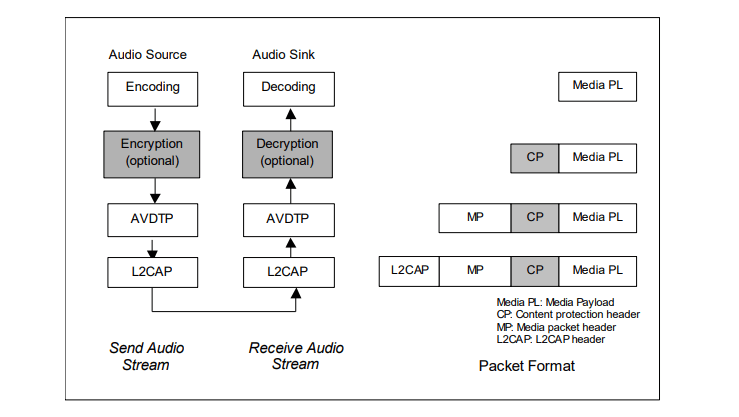 Audio Source
Audio Sink
Encoding
Decoding
Media PL
Encryption
(optional)
Decryption
(optional)
CP
Media PL
AVDTP
AVDTP
MP
CP
Media PL
L2CAP
L2CAP
L2CAP
MP
CP
Media PL
Media PL: Media Payload
CP: Content protection header
MP: Media packet header
L2CAP: L2CAP header
Send Audio
Stream
Receive Audio
Stream
Packet Format